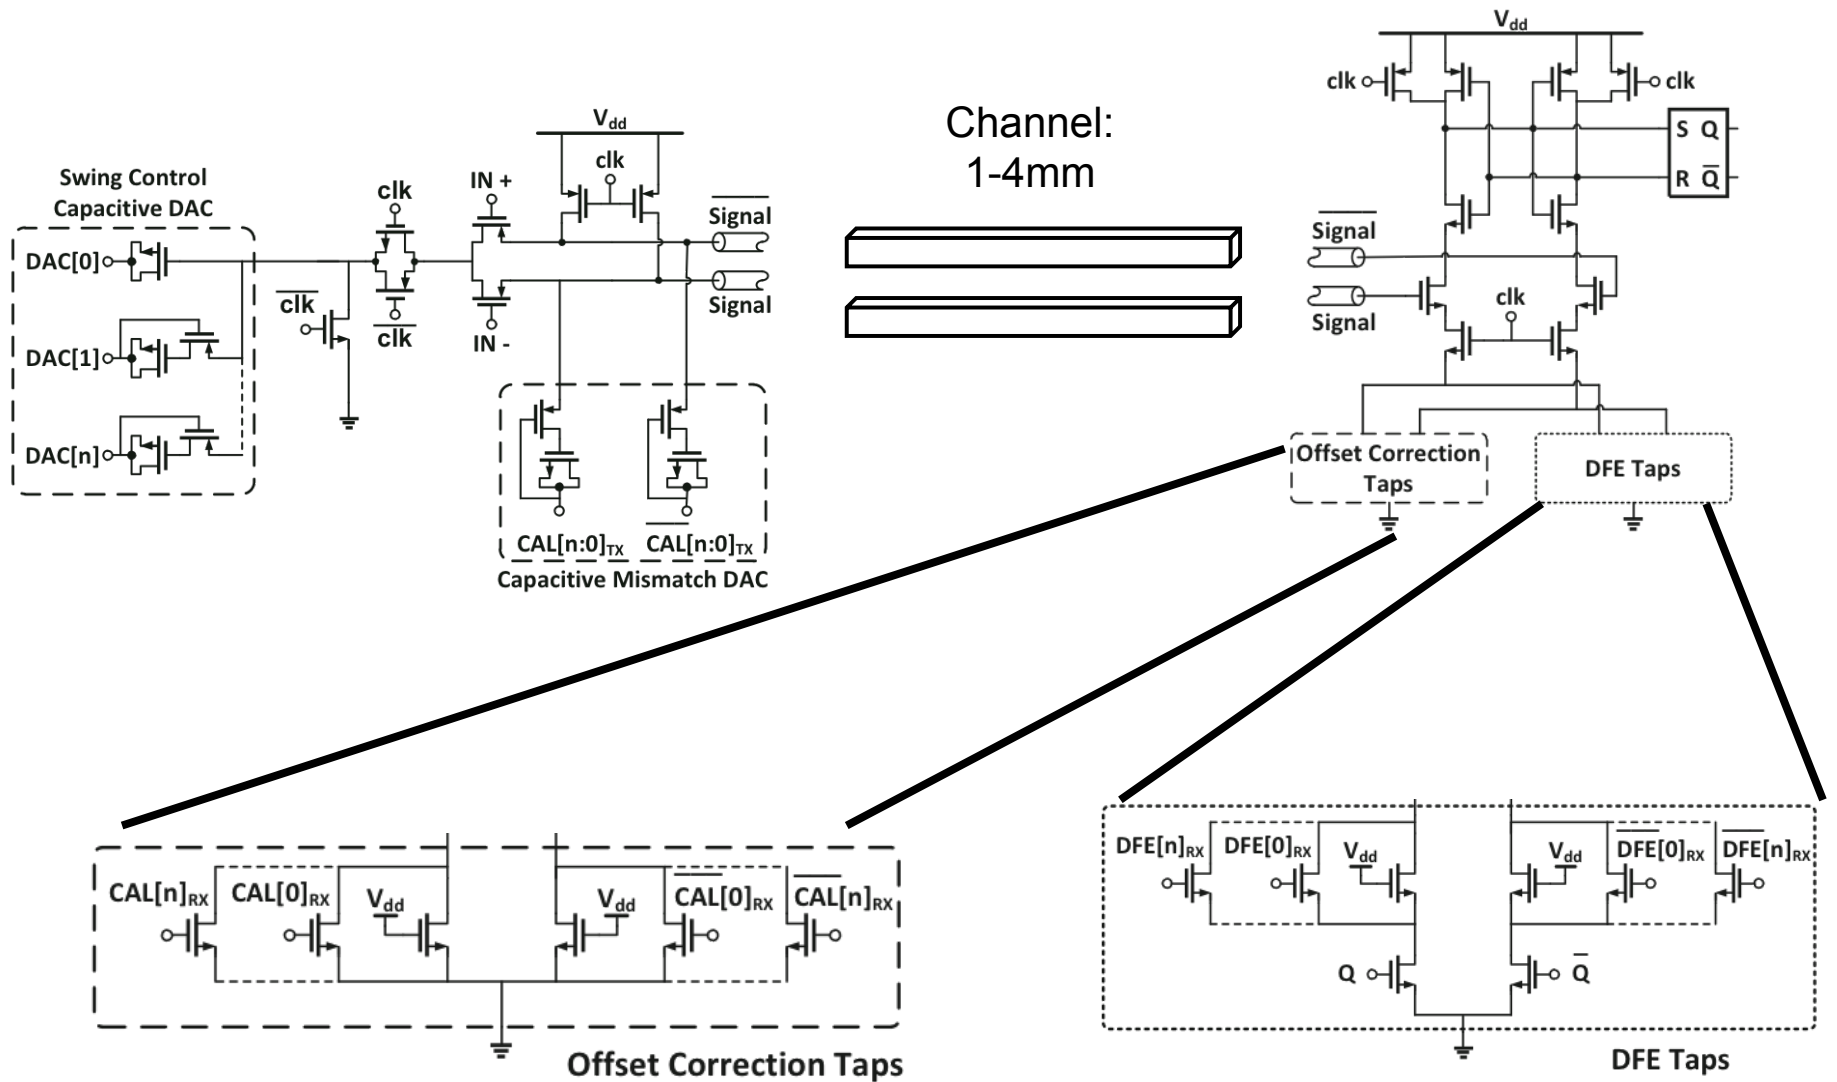 Swing Control
Capacitive DAC
DAC[0]
DAC[1]
DAC[n]
clk
clk
clk
IN +
IN -
Vdd
clk
Signal
Signal
CAL[n:0]TX CAL[n:0]TX
Capacitive Mismatch DAC
Channel:
1-4mm
Vdd
clk
clk
S Q
R Q
Signal
Signal
clk
Offset Correction
Taps
DFE Taps
CAL[n]RX CAL[0]RX Vdd Vdd CAL[0]RX CAL[n]RX
Offset Correction Taps
DFE[n]RX DFE[0]RX Vdd Vdd DFE[0]RX DFE[n]RX
Q Q
DFE Taps